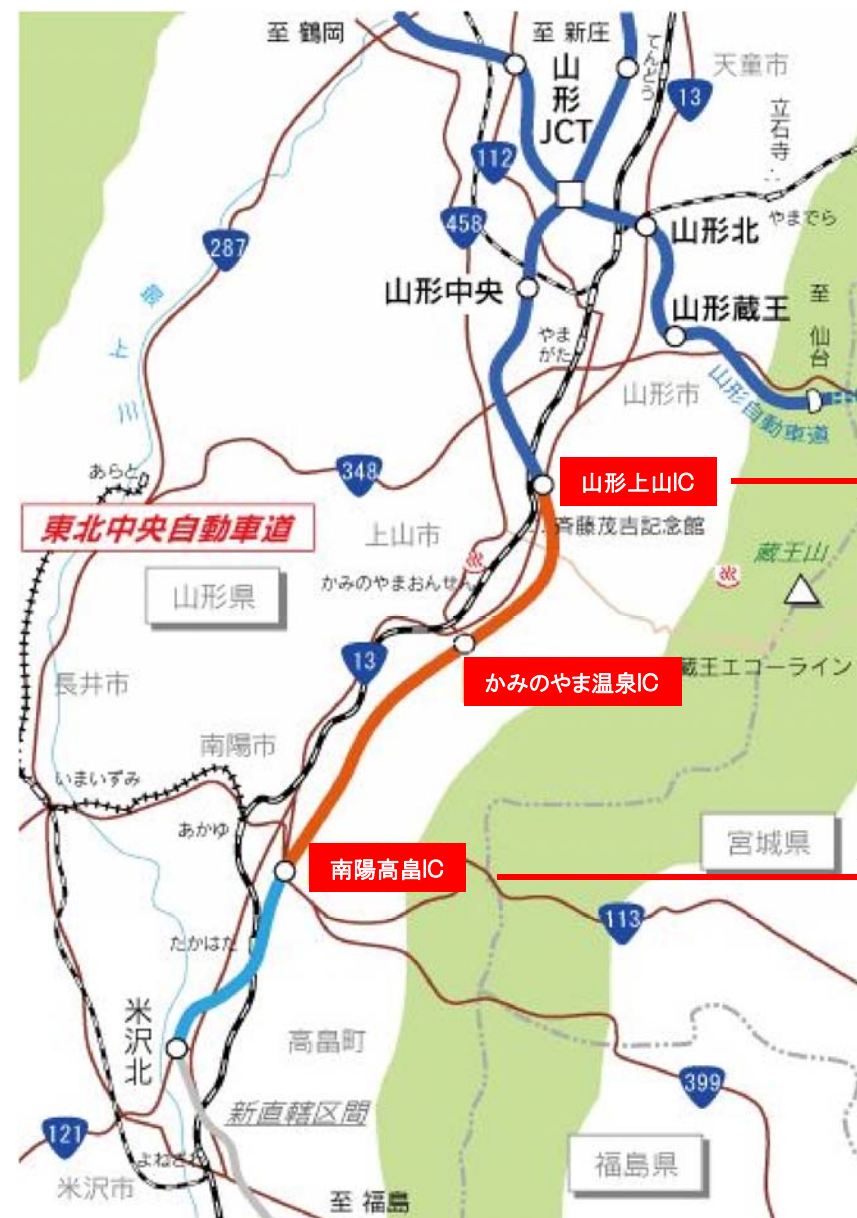 至 鶴岡
至 新庄
山形JCT
てんどう
天童市
13
立石寺
112
458
287
山形北
やまでら
山形中央
最上川
山形蔵王
至 仙台
やまがた
山形市
山形自動車道
348
あらと
山形上山IC
東北中央自動車道
上山市
斉藤茂吉記念館
蔵王山
かみのやまおんせん
山形県
13
蔵王エコーライン
かみのやま温泉IC
長井市
南陽市
いまいずみ
あかゆ
宮城県
南陽高畠IC
113
たかはた
米沢北
高畠町
399
新直轄区間
121
よねざわ
福島県
米沢市
至 福島